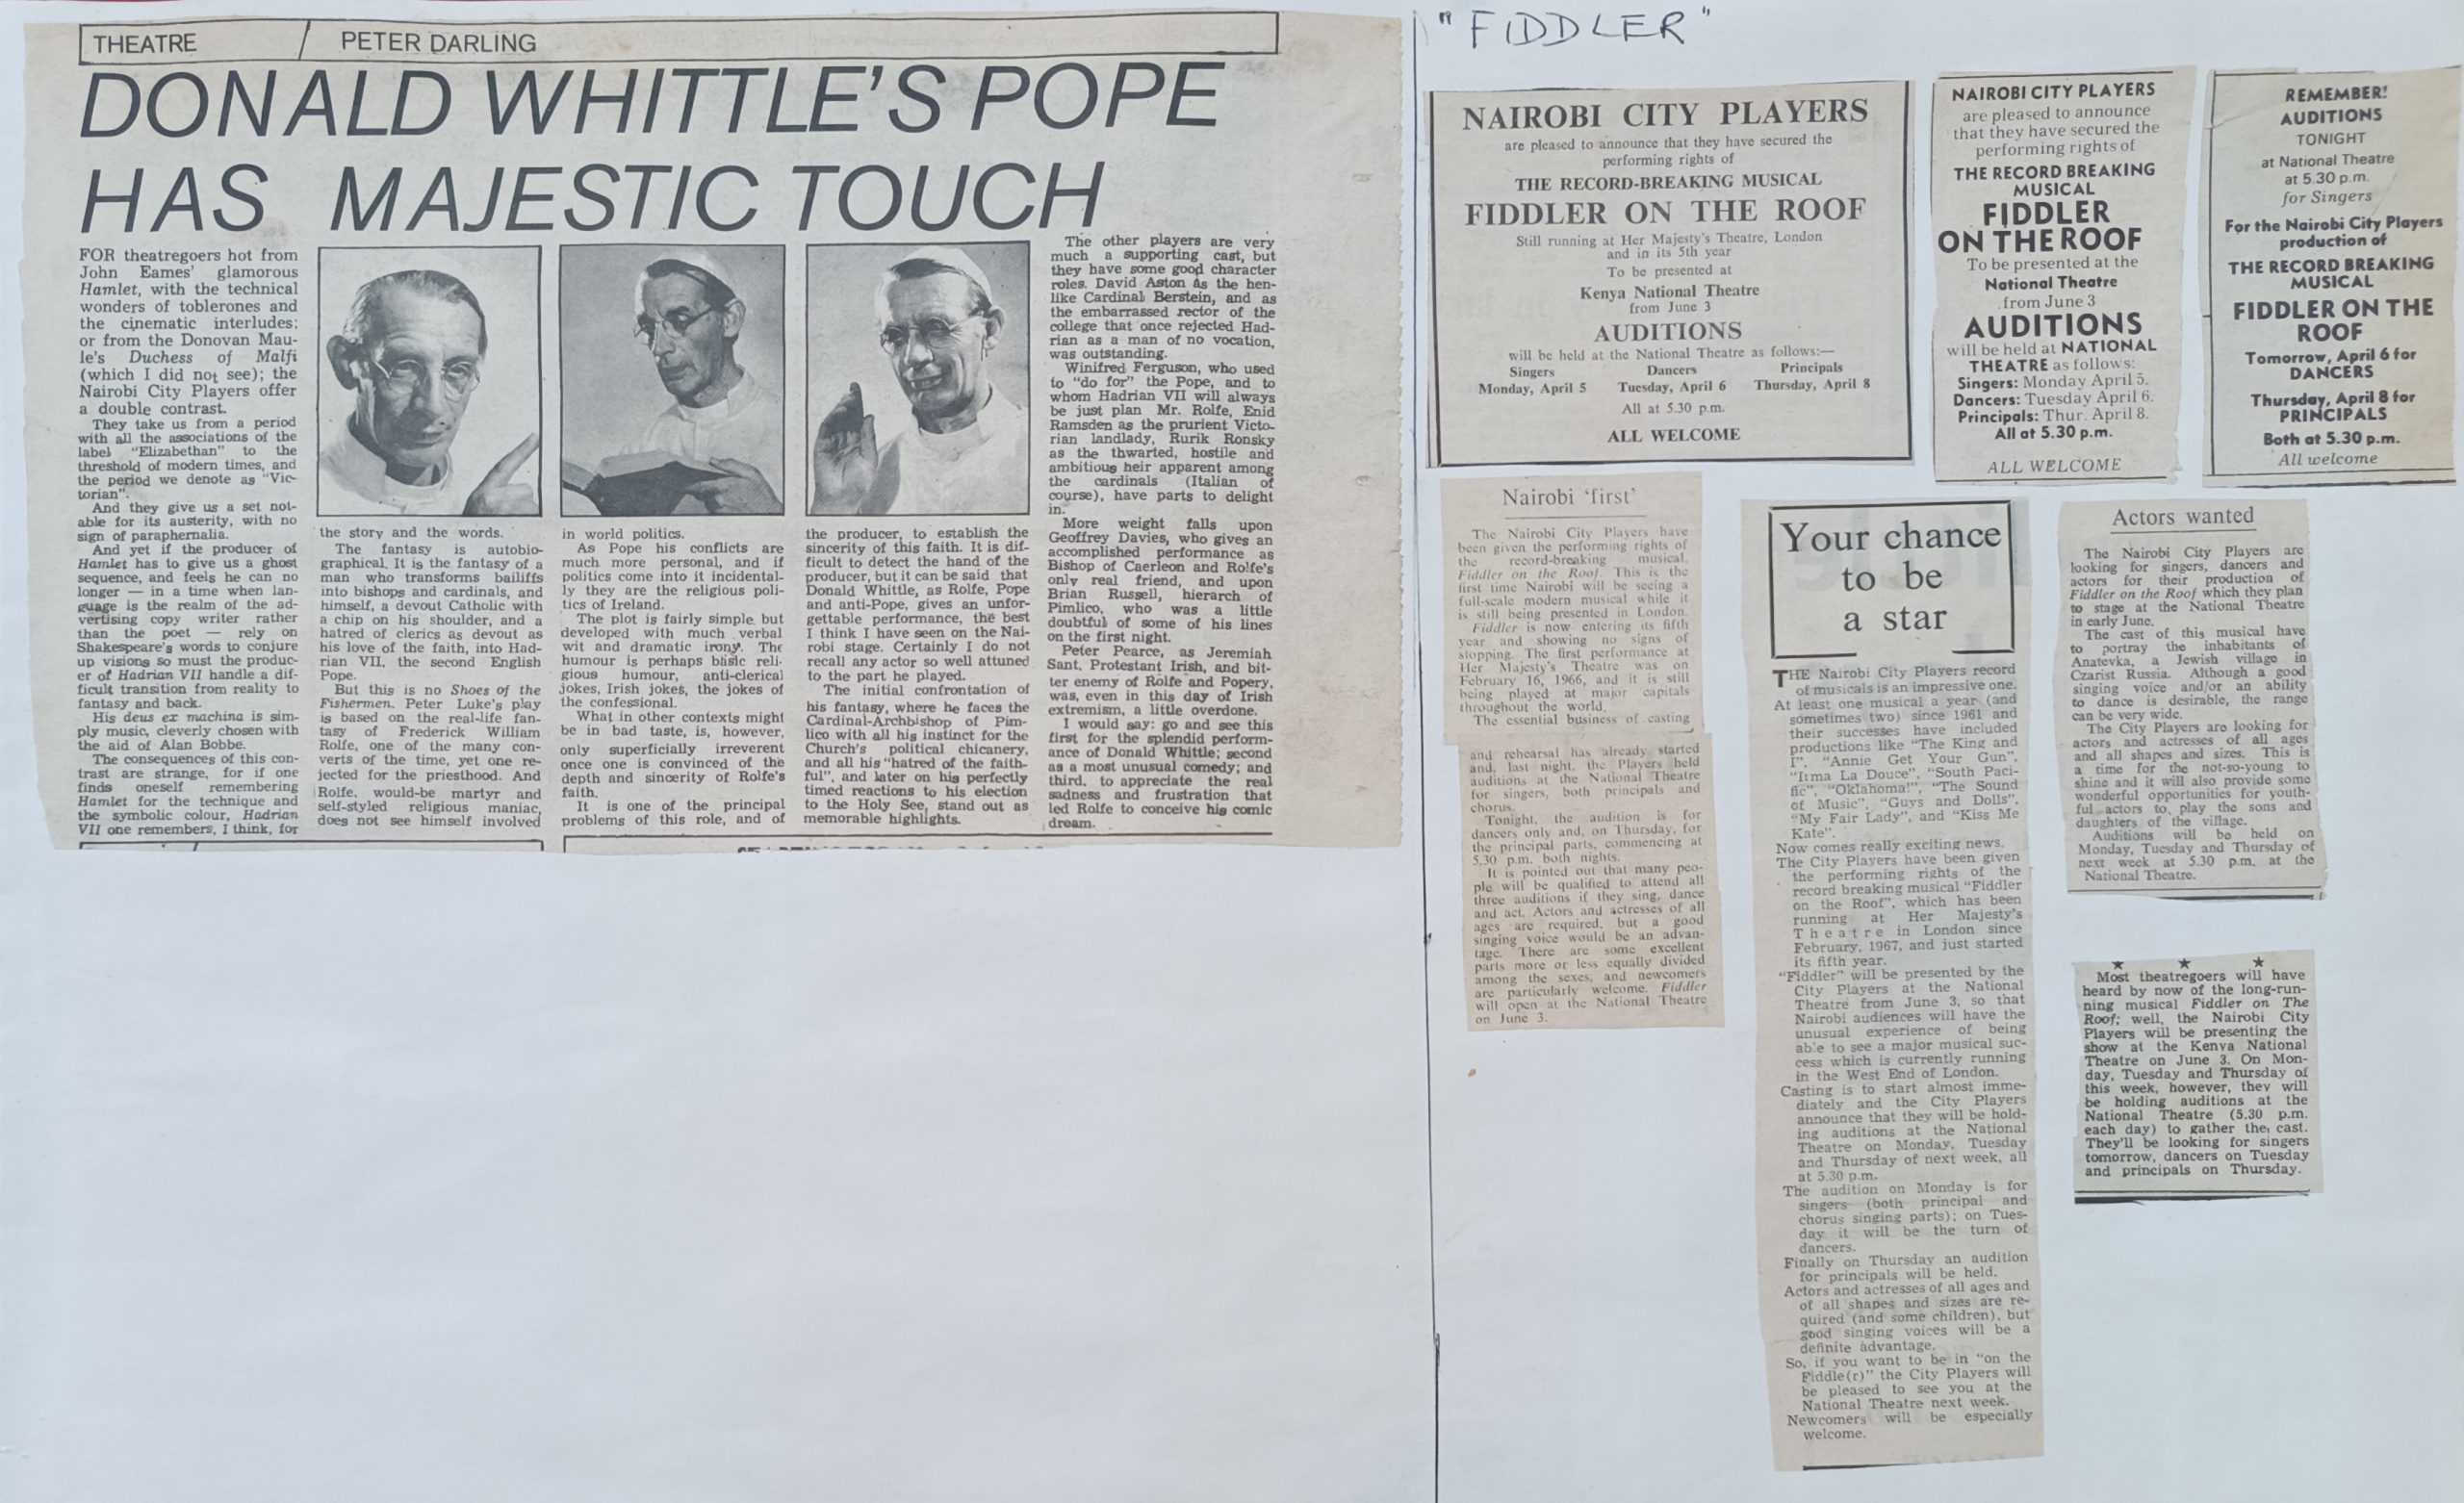 THEATRE / PETER DARLING
DONALD WHITTLE'S POPE
HAS MAJESTIC TOUCH
FOR theatregoers hot from
John Eames' glamorous
Hamlet, with the technical
wonders of toblerones and
the cinematic interludes;
or from the Donovan Mau-
le's Duchess of Malfi
(which I did not see); the
Nairobi City Players offer
a double contrast.
They take us from a period
with all the associations of the
label "Elizabethan" to the
threshold of modern times, and
the period we denote as "Vic-
torian".
And they give us a set not-
able for its austerity, with no
sign of paraphernalia.
And yet if the producer of
Hamlet has to give us a ghost
sequence, and feels he can no
longer — in a time when lan-
guage is the realm of the ad-
vertising copy writer rather
than the poet — rely on
Shakespeare's words to conjure
up visions so must the produc-
er of Hadrian VII handle a dif-
ficult transition from reality to
fantasy and back.
His deus ex machina is sim-
ply music, cleverly chosen with
the aid of Alan Bobbe.
The consequences of this con-
trast are strange, for if one
finds oneself remembering
Hamlet for the technique and
the symbolic colour, Hadrian
VII one remembers, I think, for
the story and the words.
The fantasy is autobio-
graphical. It is the fantasy of a
man who transforms bailiffs
into bishops and cardinals, and
himself, a devout Catholic with
a chip on his shoulder, and a
hatred of clerics as devout as
his love of the faith, into Had-
rian VII, the second English
Pope.
But this is no Shoes of the
Fishermen. Peter Luke's play
is based on the real-life fan-
tasy of Frederick William
Rolfe, one of the many con-
verts of the time, yet one re-
jected for the priesthood. And
Rolfe, would-be martyr and
self-styled religious maniac,
does not see himself involved
in world politics.
As Pope his conflicts are
much more personal, and if
politics come into it incidental-
ly they are the religious poli-
tics of Ireland.
The plot is fairly simple but
developed with much verbal
wit and dramatic irony. The
humour is perhaps basic reli-
gious humour, anti-clerical
jokes, Irish jokes, the jokes of
the confessional.
What in other contexts might
be in bad taste, is, however,
only superficially irreverent
once one is convinced of the
depth and sincerity of Rolfe's
faith.
It is one of the principal
problems of this role, and of
the producer, to establish the
sincerity of this faith. It is dif-
ficult to detect the hand of the
producer, but it can be said that
Donald Whittle, as Rolfe, Pope
and anti-Pope, gives an unfor-
gettable performance, the best
I think I have seen on the Nai-
robi stage. Certainly I do not
recall any actor so well attuned
to the part he played.
The initial confrontation of
his fantasy, where he faces the
Cardinal-Archbishop of Pim-
lico with all his instinct for the
Church's political chicanery,
and all his "hatred of the faith-
ful", and later on his perfectly
timed reactions to his election
to the Holy See, stand out as
memorable highlights.
The other players are very
much a supporting cast, but
they have some good character
roles. David Aston as the hen-
like Cardinal Berstein, and as
the embarrassed rector of the
college that once rejected Had-
rian as a man of no vocation,
was outstanding.
Winifred Ferguson, who used
to "do for" the Pope, and to
whom Hadrian VII will always
be just plan Mr. Rolfe, Enid
Ramsden as the prurient Victo-
rian landlady, Rurik Ronsky
as the thwarted, hostile and
ambitious heir apparent among
the cardinals (Italian of
course), have parts to delight
in.
More weight falls upon
Geoffrey Davies, who gives an
accomplished performance as
Bishop of Caerleon and Rolfe's
only real friend, and upon
Brian Russell, hierarch of
Pimlico, who was a little
doubtful of some of his lines
on the first night.
Peter Pearce, as Jeremiah
Sant, Protestant Irish, and bit-
ter enemy of Rolfe and Popery,
was, even in this day of Irish
extremism, a little overdone.
I would say: go and see this
first for the splendid perform-
ance of Donald Whittle; second
as a most unusual comedy; and
third, to appreciate the real
sadness and frustration that
led Rolfe to conceive his comic
dream.
"FIDDLER"
NAIROBI CITY PLAYERS
are pleased to announce that they have secured the
performing rights of
THE RECORD-BREAKING MUSICAL
FIDDLER ON THE ROOF
Still running at Her Majesty's Theatre, London
and in its 5th year
To be presented at
Kenya National Theatre
from June 3
AUDITIONS
will be held at the National Theatre as follows:—
Singers Dancers Principals
Monday, April 5 Tuesday, April 6 Thursday, April 8
All at 5.30 p.m.
ALL WELCOME
NAIROBI CITY PLAYERS
are pleased to announce
that they have secured the
performing rights of
THE RECORD BREAKING
MUSICAL
FIDDLER
ON THE ROOF
To be presented at the
National Theatre
from June 3
AUDITIONS
will be held at NATIONAL
THEATRE as follows:
Singers: Monday April 5.
Dancers: Tuesday April 6.
Principals: Thur. April 8.
All at 5.30 p.m.
ALL WELCOME
REMEMBER!
AUDITIONS
TONIGHT
at National Theatre
at 5.30 p.m.
for Singers
For the Nairobi City Players
production of
THE RECORD BREAKING
MUSICAL
FIDDLER ON THE
ROOF
Tomorrow, April 6 for
DANCERS
Thursday, April 8 for
PRINCIPALS
Both at 5.30 p.m.
All welcome
Nairobi 'first'
The Nairobi City Players have
been given the performing rights of
the record-breaking musical,
Fiddler on the Roof. This is the
first time Nairobi will be seeing a
full-scale modern musical while it
is still being presented in London.
Fiddler is now entering its fifth
year and showing no signs of
stopping. The first performance at
Her Majesty's Theatre was on
February 16, 1966, and it is still
being played at major capitals
throughout the world.
The essential business of casting
and rehearsal has already started
and, last night, the Players held
auditions at the National Theatre
for singers, both principals and
chorus.
Tonight, the audition is for
dancers only and, on Thursday, for
the principal parts, commencing at
5.30 p.m. both nights.
It is pointed out that many peo-
ple will be qualified to attend all
three auditions if they sing, dance
and act. Actors and actresses of all
ages are required, but a good
singing voice would be an advan-
tage. There are some excellent
parts more or less equally divided
among the sexes, and newcomers
are particularly welcome. Fiddler
will open at the National Theatre
on June 3.
Your chance
to be
a star
THE Nairobi City Players record
of musicals is an impressive one.
At least one musical a year (and
sometimes two) since 1961 and
their successes have included
productions like "The King and
I", "Annie Get Your Gun",
"Irma La Douce", "South Paci-
fic", "Oklahoma!", "The Sound
of Music", "Guys and Dolls",
"My Fair Lady", and "Kiss Me
Kate".
Now comes really exciting news.
The City Players have been given
the performing rights of the
record breaking musical "Fiddler
on the Roof", which has been
running at Her Majesty's
Theatre in London since
February, 1967, and just started
its fifth year.
"Fiddler" will be presented by the
City Players at the National
Theatre from June 3, so that
Nairobi audiences will have the
unusual experience of being
able to see a major musical suc-
cess which is currently running
in the West End of London.
Casting is to start almost imme-
diately and the City Players
announce that they will be hold-
ing auditions at the National
Theatre on Monday, Tuesday
and Thursday of next week, all
at 5.30 p.m.
The audition on Monday is for
singers (both principal and
chorus singing parts); on Tues-
day it will be the turn of
dancers.
Finally on Thursday an audition
for principals will be held.
Actors and actresses of all ages and
of all shapes and sizes are re-
quired (and some children), but
good singing voices will be a
definite advantage.
So, if you want to be in "on the
Fiddle(r)" the City Players will
be pleased to see you at the
National Theatre next week.
Newcomers will be especially
welcome.
Actors wanted
The Nairobi City Players are
looking for singers, dancers and
actors for their production of
Fiddler on the Roof which they plan
to stage at the National Theatre
in early June.
The cast of this musical have
to portray the inhabitants of
Anatevka, a Jewish village in
Czarist Russia. Although a good
singing voice and/or an ability
to dance is desirable, the range
can be very wide.
The City Players are looking for
actors and actresses of all ages
and all shapes and sizes. This is
a time for the not-so-young to
shine and it will also provide some
wonderful opportunities for youth-
ful actors to play the sons and
daughters of the village.
Auditions will be held on
Monday, Tuesday and Thursday of
next week at 5.30 p.m. at the
National Theatre.
★ ★ ★
Most theatregoers will have
heard by now of the long-run-
ning musical Fiddler on The
Roof; well, the Nairobi City
Players will be presenting the
show at the Kenya National
Theatre on June 3. On Mon-
day, Tuesday and Thursday of
this week, however, they will
be holding auditions at the
National Theatre (5.30 p.m.
each day) to gather the cast.
They'll be looking for singers
tomorrow, dancers on Tuesday
and principals on Thursday.